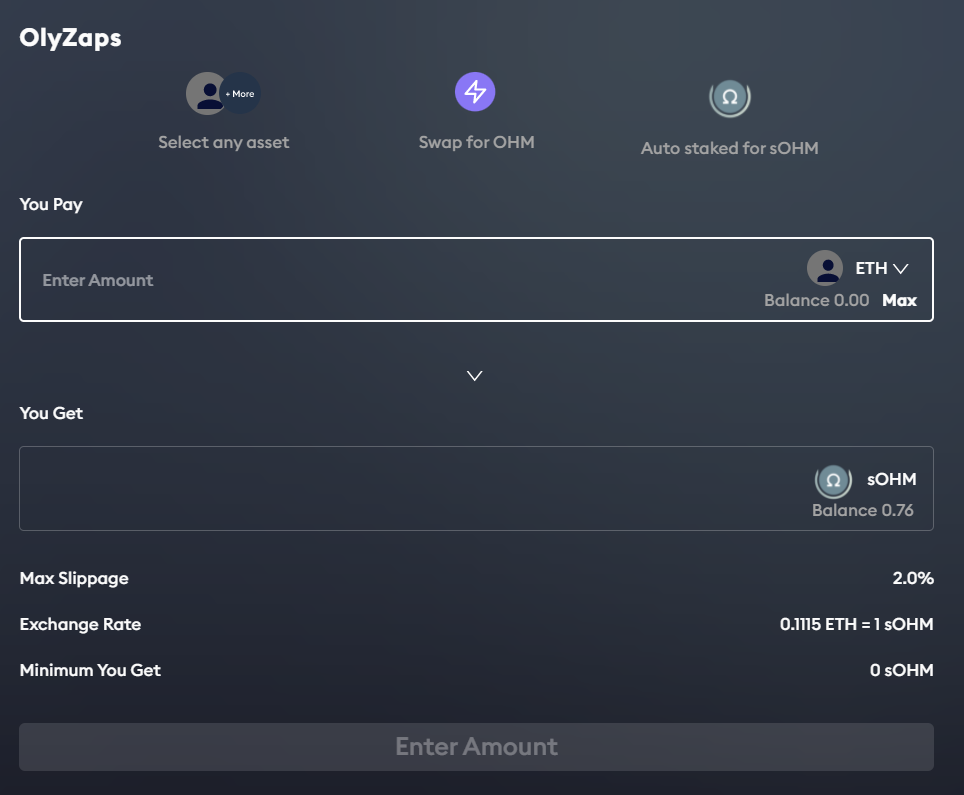 OlyZaps
+ More
Select any asset
Swap for OHM
Ω
Auto staked for sOHM
You Pay
Enter Amount
ETH
Balance 0.00 Max
You Get
Ω
sOHM
Balance 0.76
Max Slippage 2.0%
Exchange Rate 0.1115 ETH = 1 sOHM
Minimum You Get 0 sOHM
Enter Amount